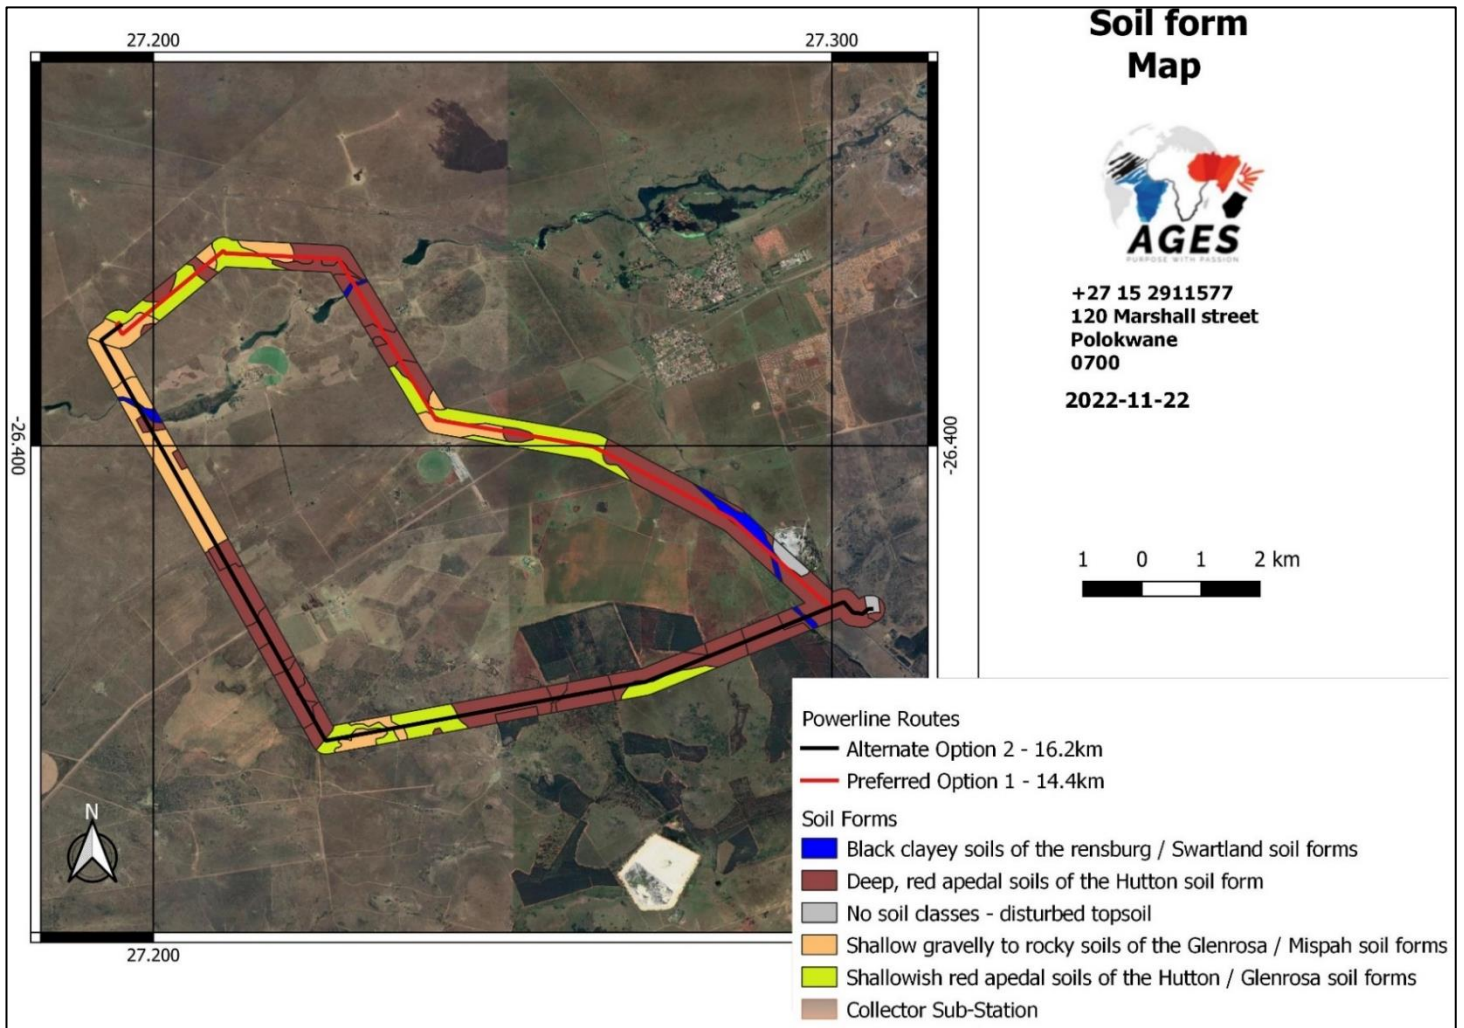 Soil form
Map
27.200
27.300
AGES
PURPOSE WITH PASSION
+27 15 2911577
120 Marshall street
Polokwane
0700
2022-11-22
-26.400
-26.400
1 0 1 2 km
Powerline Routes
Alternate Option 2 - 16.2km
Preferred Option 1 - 14.4km
Soil Forms
Black clayey soils of the rensburg / Swartland soil forms
Deep, red apedal soils of the Hutton soil form
No soil classes - disturbed topsoil
Shallow gravelly to rocky soils of the Glenrosa / Mispah soil forms
Shallowish red apedal soils of the Hutton / Glenrosa soil forms
Collector Sub-Station
N
27.200